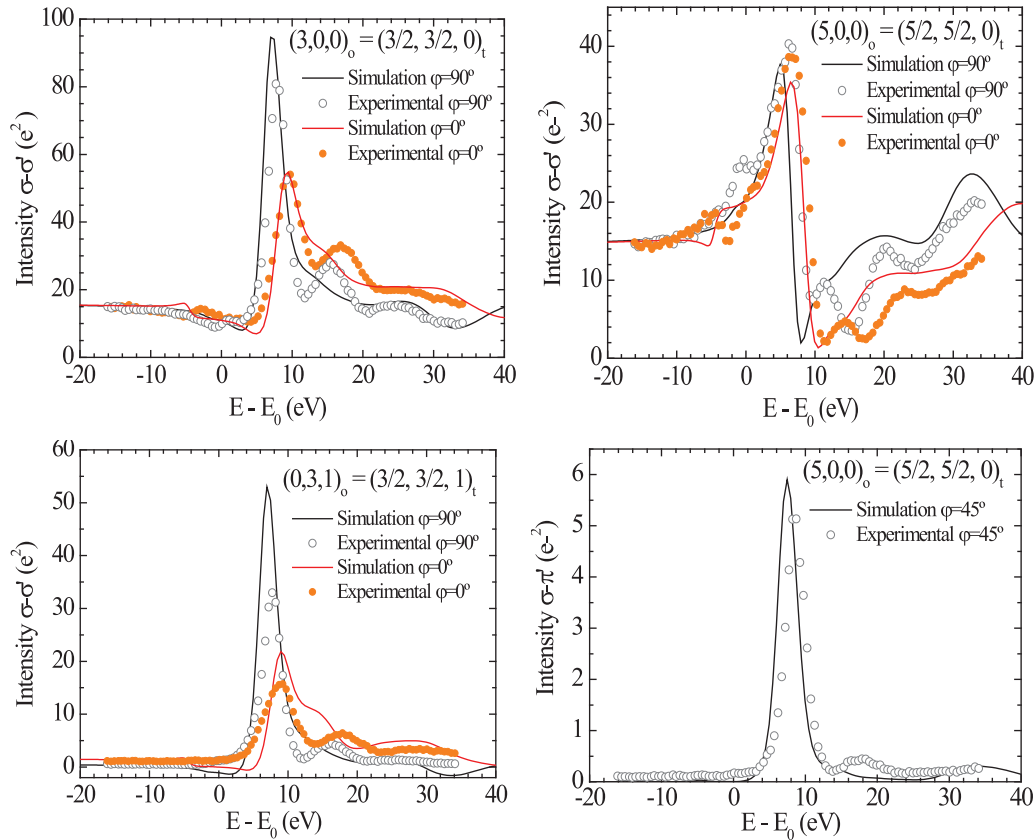 100
80
60
40
20
0
Intensity σ-σ' (e²)
(3,0,0)ₒ = (3/2, 3/2, 0)ₜ
Simulation φ=90º
Experimental φ=90º
Simulation φ=0º
Experimental φ=0º
-20 -10 0 10 20 30 40
E - E₀ (eV)
40
30
20
10
0
Intensity σ-σ' (e-²)
(5,0,0)ₒ = (5/2, 5/2, 0)ₜ
Simulation φ=90º
Experimental φ=90º
Simulation φ=0º
Experimental φ=0º
-20 -10 0 10 20 30 40
E - E₀ (eV)
60
50
40
30
20
10
0
Intensity σ-σ' (e²)
(0,3,1)ₒ = (3/2, 3/2, 1)ₜ
Simulation φ=90º
Experimental φ=90º
Simulation φ=0º
Experimental φ=0º
-20 -10 0 10 20 30 40
E - E₀ (eV)
6
5
4
3
2
1
0
Intensity σ-π' (e-²)
(5,0,0)ₒ = (5/2, 5/2, 0)ₜ
Simulation φ=45º
Experimental φ=45º
-20 -10 0 10 20 30 40
E - E₀ (eV)